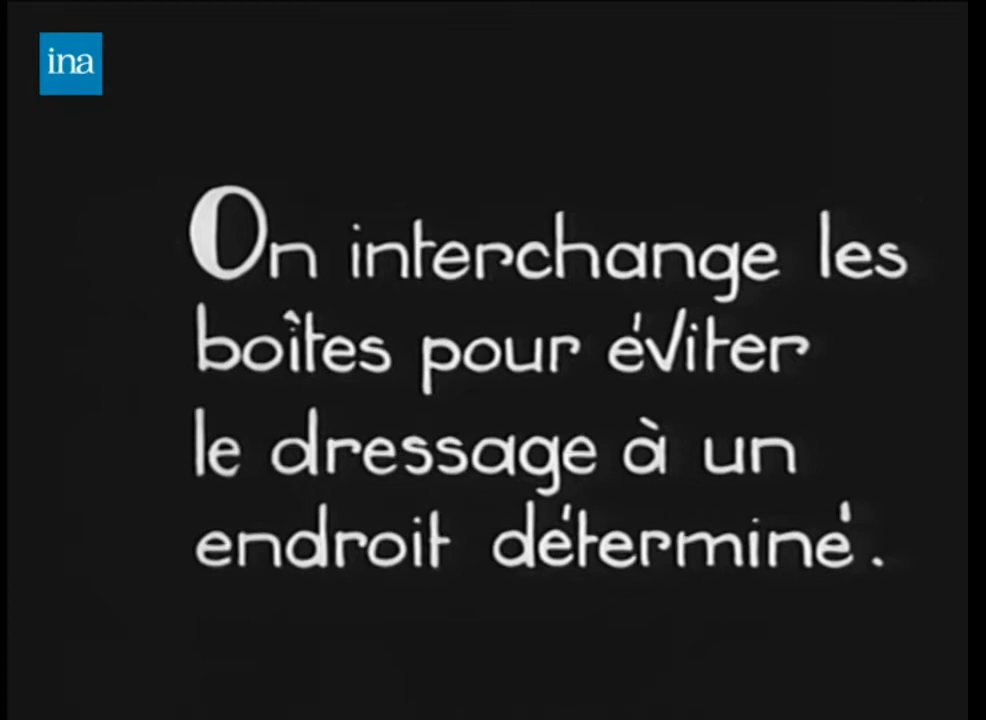 ina
On interchange les
boîtes pour éviter
le dressage à un
endroit déterminé.